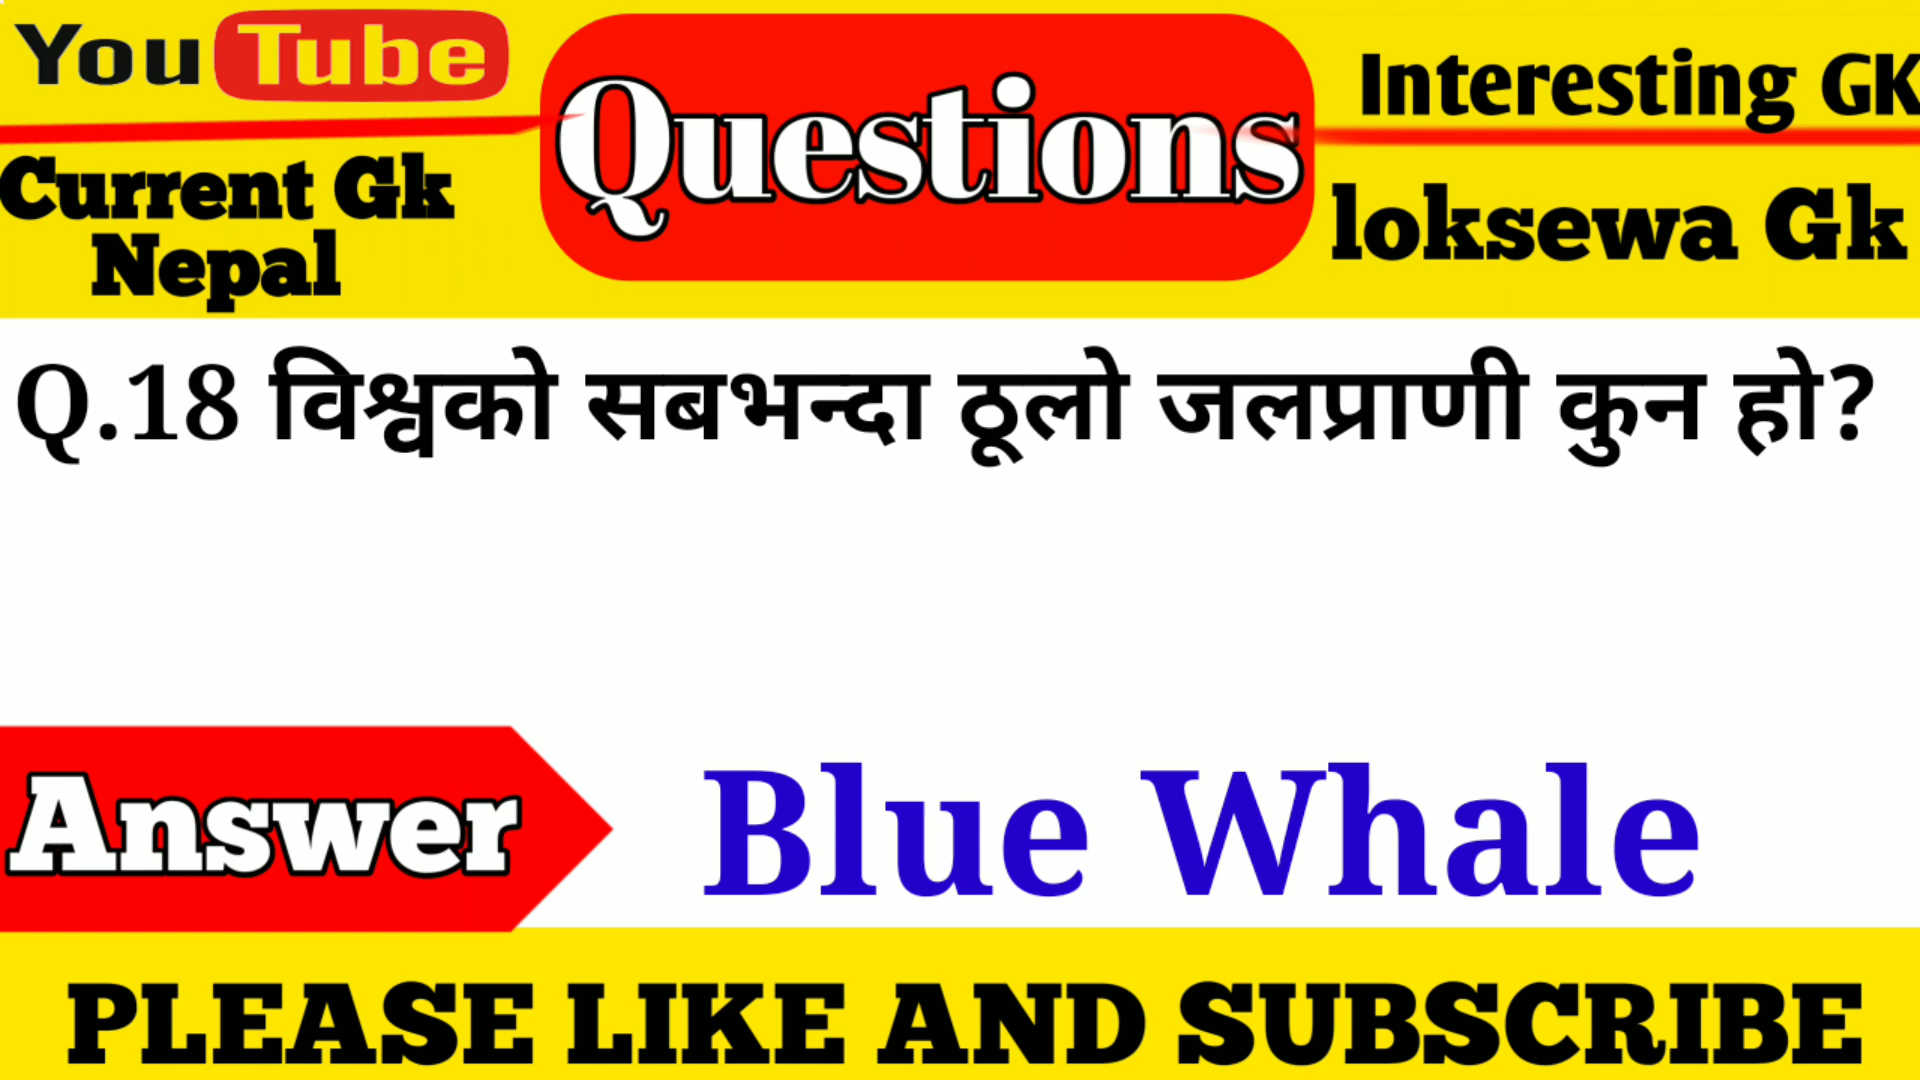 YouTube
Current Gk
Nepal
Questions
Interesting GK
loksewa Gk
Q.18 विश्वको सबभन्दा ठूलो जलप्राणी कुन हो?
Answer
Blue Whale
PLEASE LIKE AND SUBSCRIBE